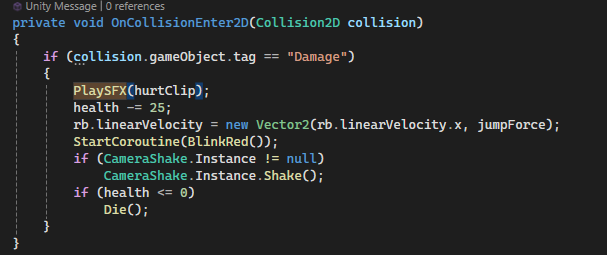 Unity Message | 0 references
private void OnCollisionEnter2D(Collision2D collision)
{
if (collision.gameObject.tag == "Damage")
{
PlaySFX(hurtClip);
health -= 25;
rb.linearVelocity = new Vector2(rb.linearVelocity.x, jumpForce);
StartCoroutine(BlinkRed());
if (CameraShake.Instance != null)
CameraShake.Instance.Shake();
if (health <= 0)
Die();
}
}